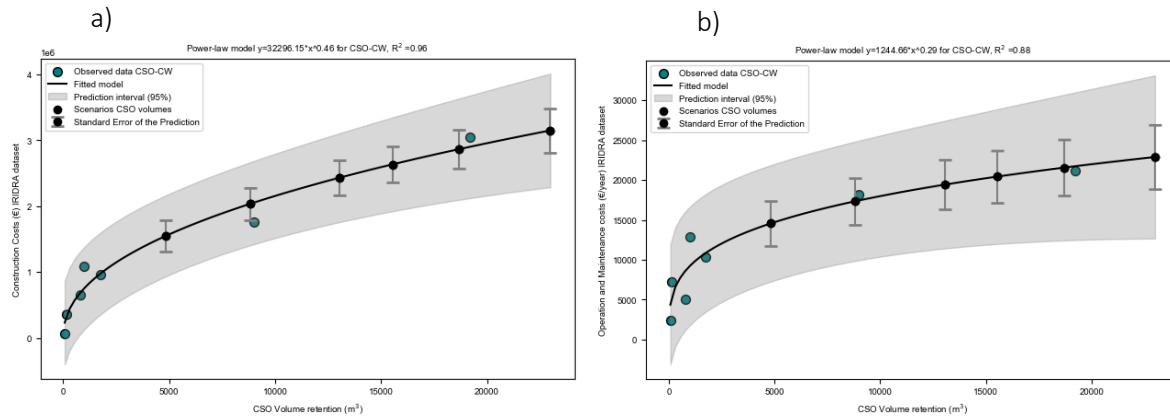 a)
Power-law model y=32296.15*x^0.46 for CSO-CW, R² =0.96
1e6
Observed data CSO-CW
Fitted model
Prediction interval (95%)
Scenarios CSO volumes
Standard Error of the Prediction
Construction Costs (€) IRIDRA dataset
4
3
2
1
0
0 5000 10000 15000 20000
CSO Volume retention (m³)
b)
Power-law model y=1244.66*x^0.29 for CSO-CW, R² =0.88
Observed data CSO-CW
Fitted model
Prediction interval (95%)
Scenarios CSO volumes
Standard Error of the Prediction
Operation and Maintenance costs (€/year) IRIDRA dataset
30000
25000
20000
15000
10000
5000
0
0 5000 10000 15000 20000
CSO Volume retention (m³)